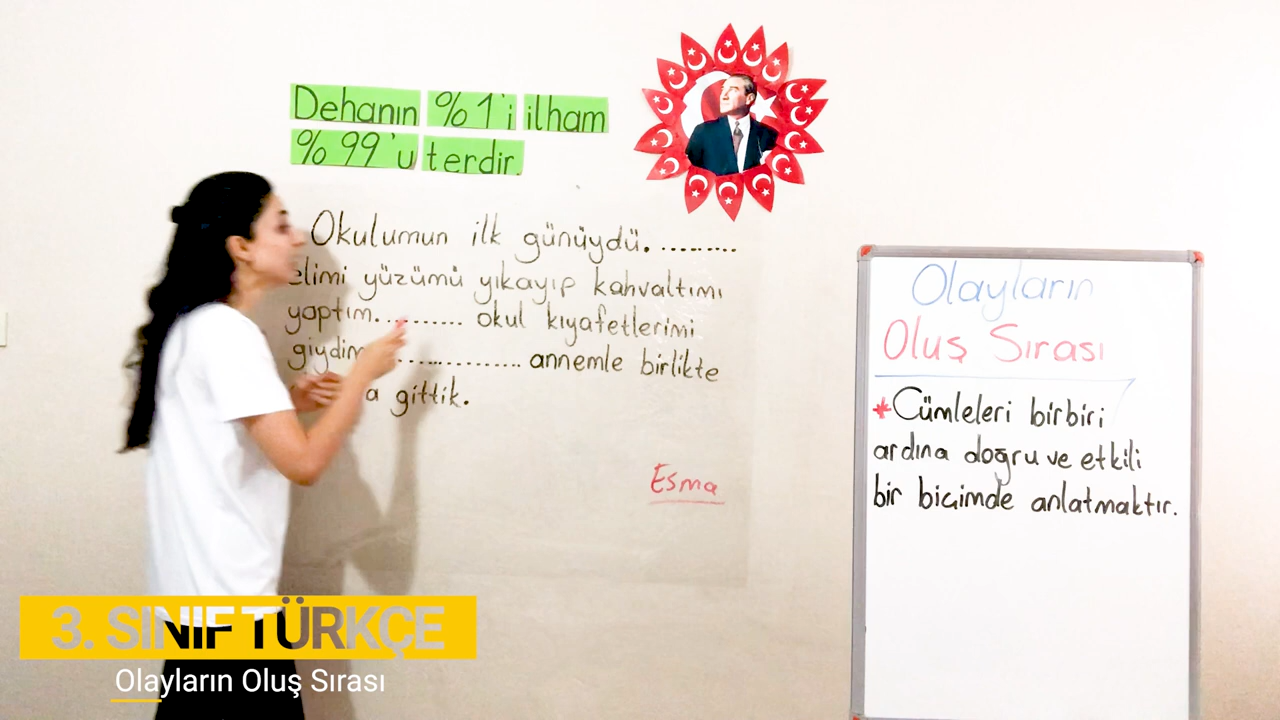 Dehanın %1'i ilham
%99'u terdir.
Okulumun ilk günüydü. .........
elimi yüzümü yıkayıp kahvaltımı
yaptım. .......... okul kıyafetlerimi
giydim .............. annemle birlikte
gittik.
Esma
Olayların
Oluş Sırası
*Cümleleri birbiri
ardına doğru ve etkili
bir biçimde anlatmaktır.
3. SINIF TÜRKÇE
Olayların Oluş Sırası